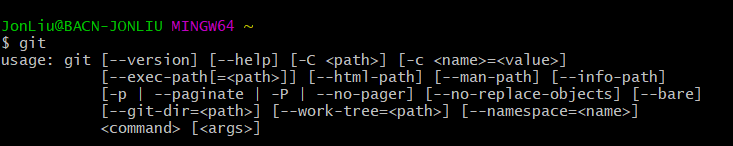 JonLiu@BACN-JONLIU MINGW64 ~
$ git
usage: git [--version] [--help] [-C <path>] [-c <name>=<value>]
           [--exec-path[=<path>]] [--html-path] [--man-path] [--info-path]
           [-p | --paginate | -P | --no-pager] [--no-replace-objects] [--bare]
           [--git-dir=<path>] [--work-tree=<path>] [--namespace=<name>]
           <command> [<args>]